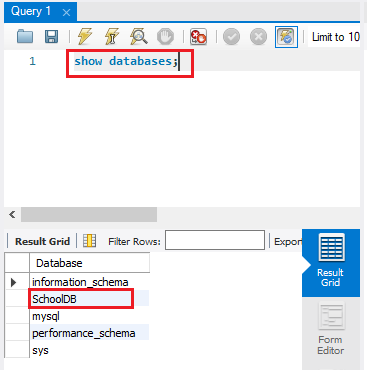 Query 1
Limit to 10
1 show databases;
Result Grid Filter Rows: Export
Database
information_schema
SchoolDB
mysql
performance_schema
sys
Result
Grid
Form
Editor